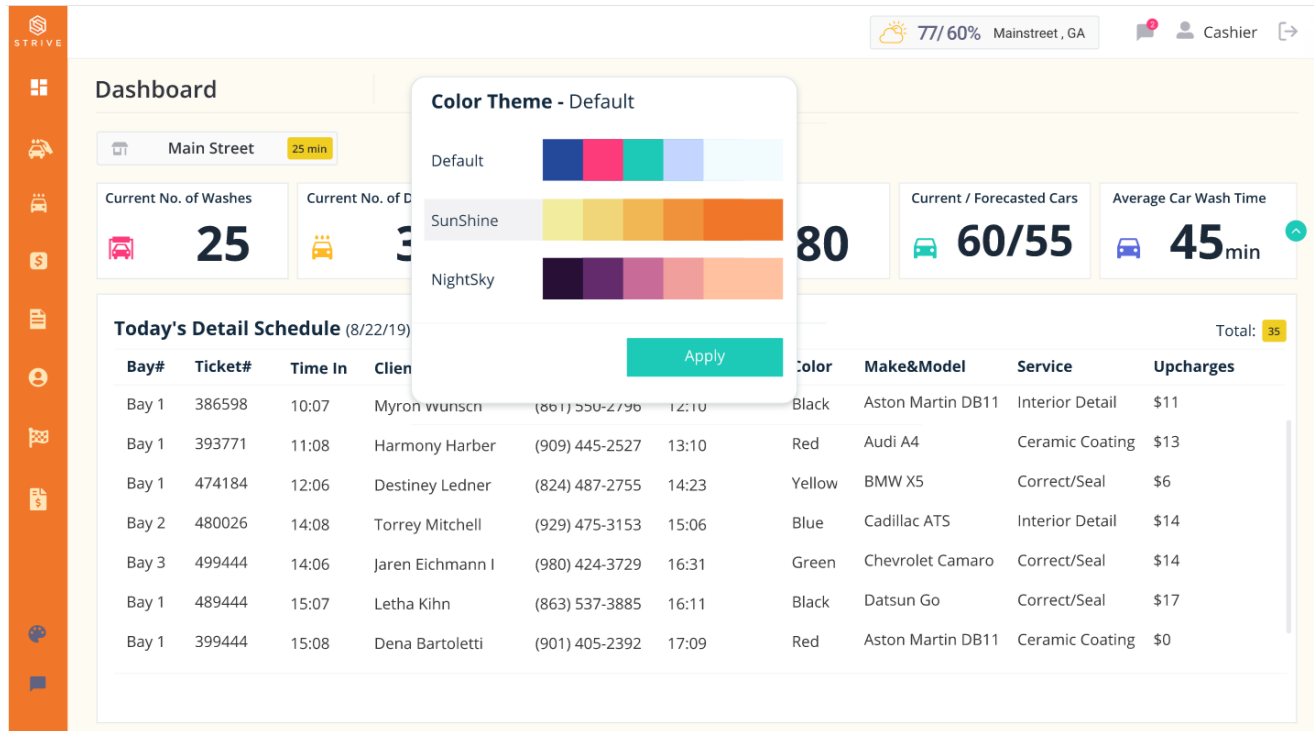 STRIVE
77/60% Mainstreet , GA
2
Cashier
Dashboard
Main Street 25 min
Color Theme - Default
Default
SunShine
NightSky
Apply
Current No. of Washes
25
Current No. of D
3
80
Current / Forecasted Cars
60/55
Average Car Wash Time
45min
Today's Detail Schedule (8/22/19)
Total: 35
Bay# Ticket# Time In Clien Color Make&Model Service Upcharges
Bay 1 386598 10:07 Myron Wunsch (861) 550-2796 12:10 Black Aston Martin DB11 Interior Detail $11
Bay 1 393771 11:08 Harmony Harber (909) 445-2527 13:10 Red Audi A4 Ceramic Coating $13
Bay 1 474184 12:06 Destiney Ledner (824) 487-2755 14:23 Yellow BMW X5 Correct/Seal $6
Bay 2 480026 14:08 Torrey Mitchell (929) 475-3153 15:06 Blue Cadillac ATS Interior Detail $14
Bay 3 499444 14:06 Jaren Eichmann I (980) 424-3729 16:31 Green Chevrolet Camaro Correct/Seal $14
Bay 1 489444 15:07 Letha Kihn (863) 537-3885 16:11 Black Datsun Go Correct/Seal $17
Bay 1 399444 15:08 Dena Bartoletti (901) 405-2392 17:09 Red Aston Martin DB11 Ceramic Coating $0